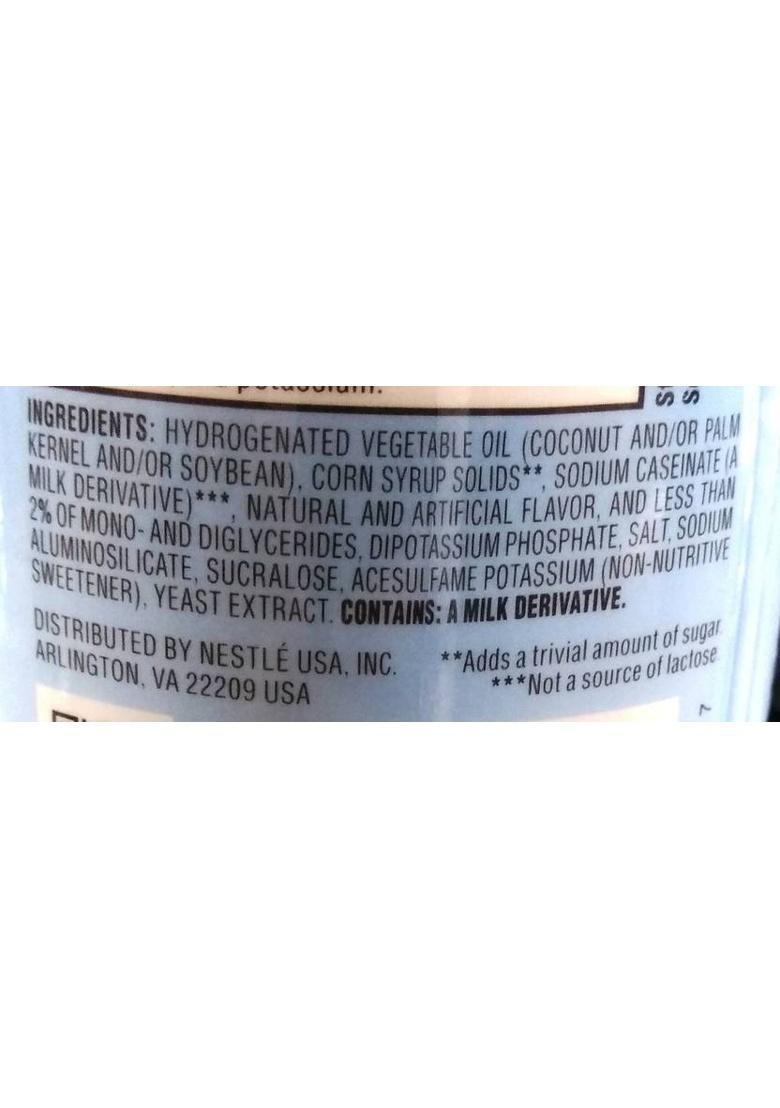 potassium.
INGREDIENTS: HYDROGENATED VEGETABLE OIL (COCONUT AND/OR PALM
KERNEL AND/OR SOYBEAN), CORN SYRUP SOLIDS**, SODIUM CASEINATE (A
MILK DERIVATIVE)***, NATURAL AND ARTIFICIAL FLAVOR, AND LESS THAN
2% OF MONO- AND DIGLYCERIDES, DIPOTASSIUM PHOSPHATE, SALT, SODIUM
ALUMINOSILICATE, SUCRALOSE, ACESULFAME POTASSIUM (NON-NUTRITIVE
SWEETENER), YEAST EXTRACT. CONTAINS: A MILK DERIVATIVE.
DISTRIBUTED BY NESTLÉ USA, INC.
ARLINGTON, VA 22209 USA
**Adds a trivial amount of sugar.
***Not a source of lactose.